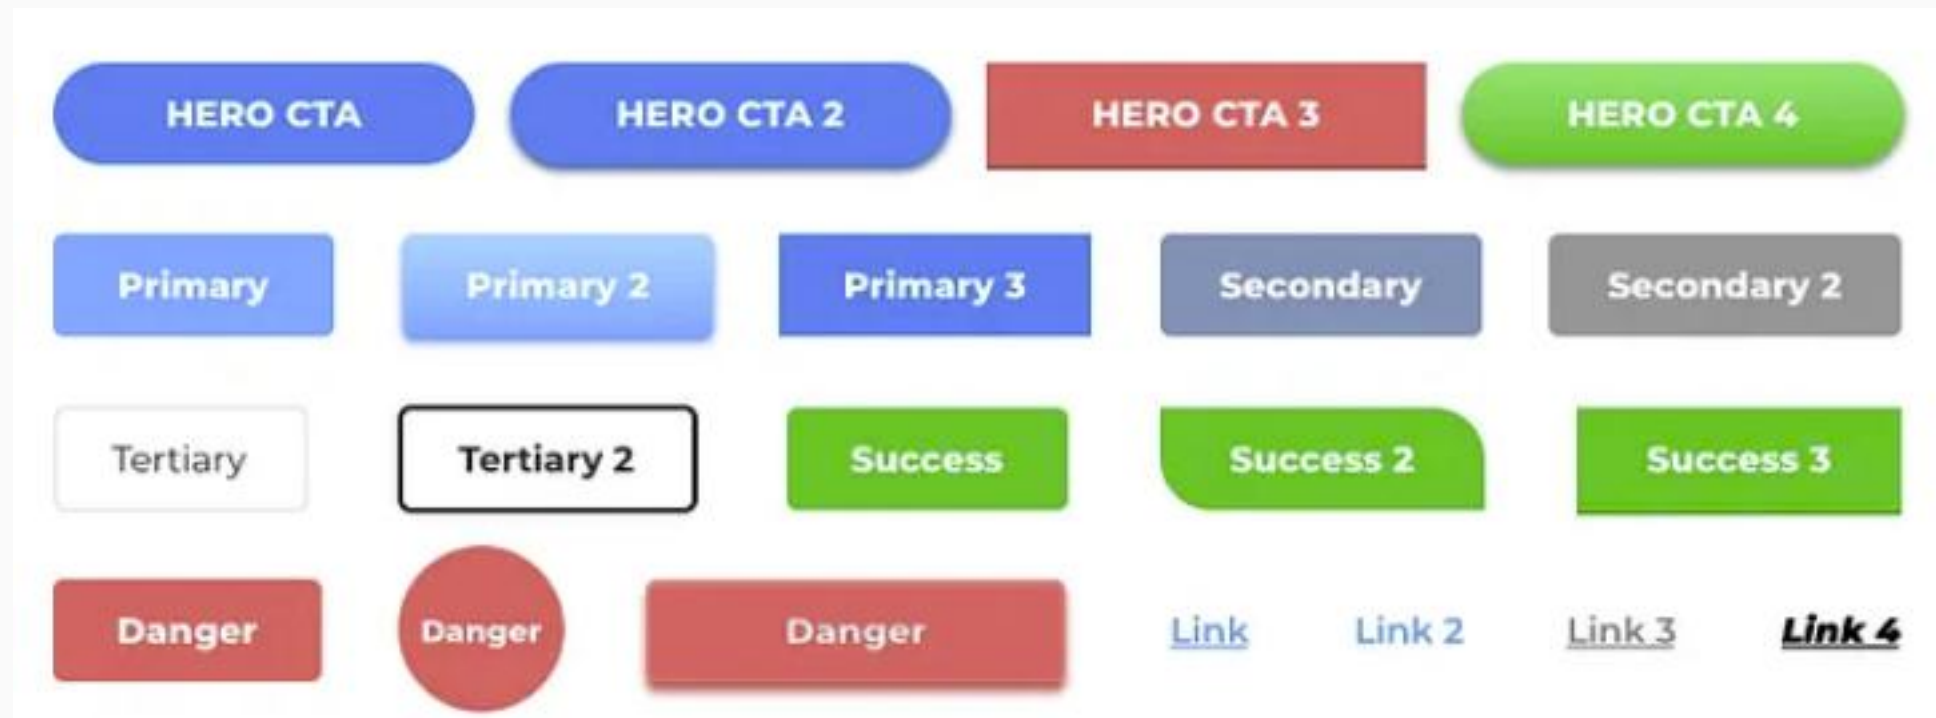 HERO CTA
HERO CTA 2
HERO CTA 3
HERO CTA 4
Primary
Primary 2
Primary 3
Secondary
Secondary 2
Tertiary
Tertiary 2
Success
Success 2
Success 3
Danger
Danger
Danger
Link
Link 2
Link 3
Link 4